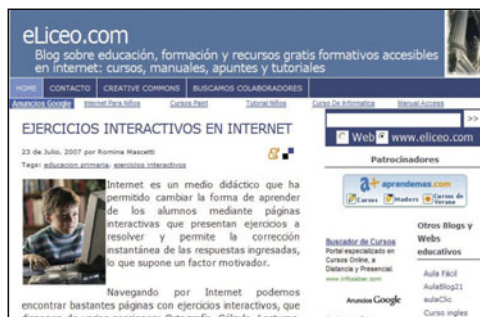 eLiceo.com
Blog sobre educación, formación y recursos gratis formativos accesibles
en internet: cursos, manuales, apuntes y tutoriales
HOME CONTACTO CREATIVE COMMONS BUSCAMOS COLABORADORES
Anuncios Google Internet Para Niños Cursos Paint Tutorial Niños Curso De Informatica Manual Access
EJERCICIOS INTERACTIVOS EN INTERNET
23 de Julio, 2007 por Romina Mascetti
Tags: educacion primaria, ejercicios interactivos
Internet es un medio didáctico que ha
permitido cambiar la forma de aprender
de los alumnos mediante páginas
interactivas que presentan ejercicios a
resolver y permite la corrección
instantánea de las respuestas ingresadas,
lo que supone un factor motivador.
Navegando por Internet podemos
encontrar bastantes páginas con ejercicios interactivos, que
>>
Web www.eliceo.com
Patrocinadores
a+ aprendemas.com
Cursos Masters Cursos de Verano
Buscador de Cursos
Portal especializado en
Cursos Online, a
Distancia y Presencial.
www.infosaber.com
Anuncios Google
Otros Blogs y
Webs
educativos
Aula Fácil
AulaBlog21
aulaClic
Curso ingles